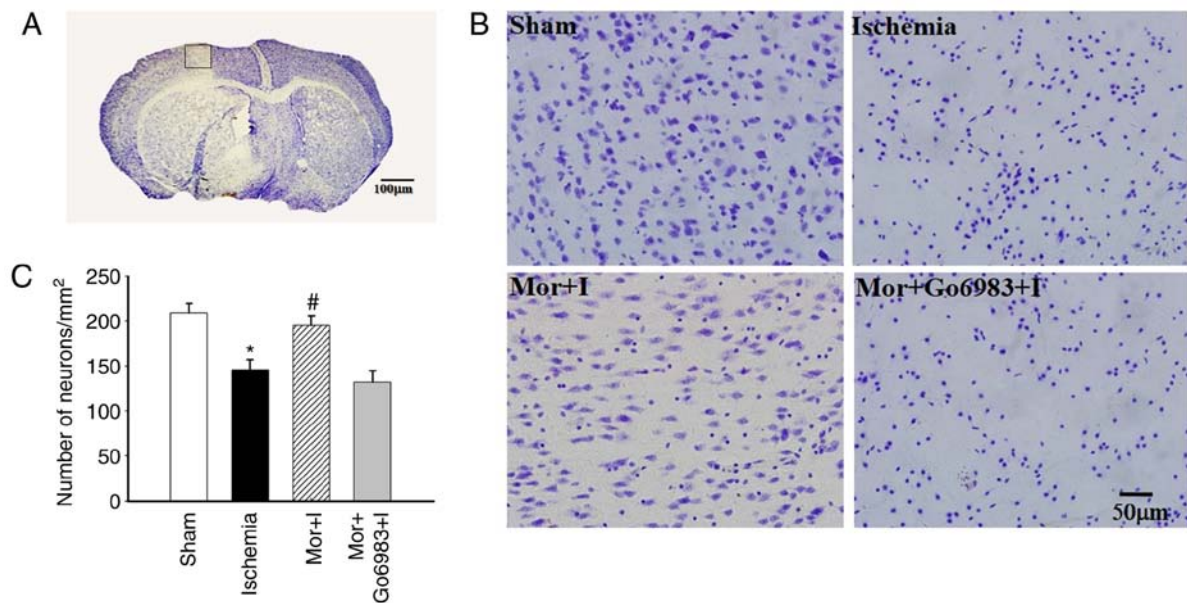 A
100μm
B
Sham
Ischemia
Mor+I
Mor+Go6983+I
50μm
C
Number of neurons/mm²
250
200
150
100
50
0
*
#
Sham
Ischemia
Mor+I
Mor+
Go6983+I